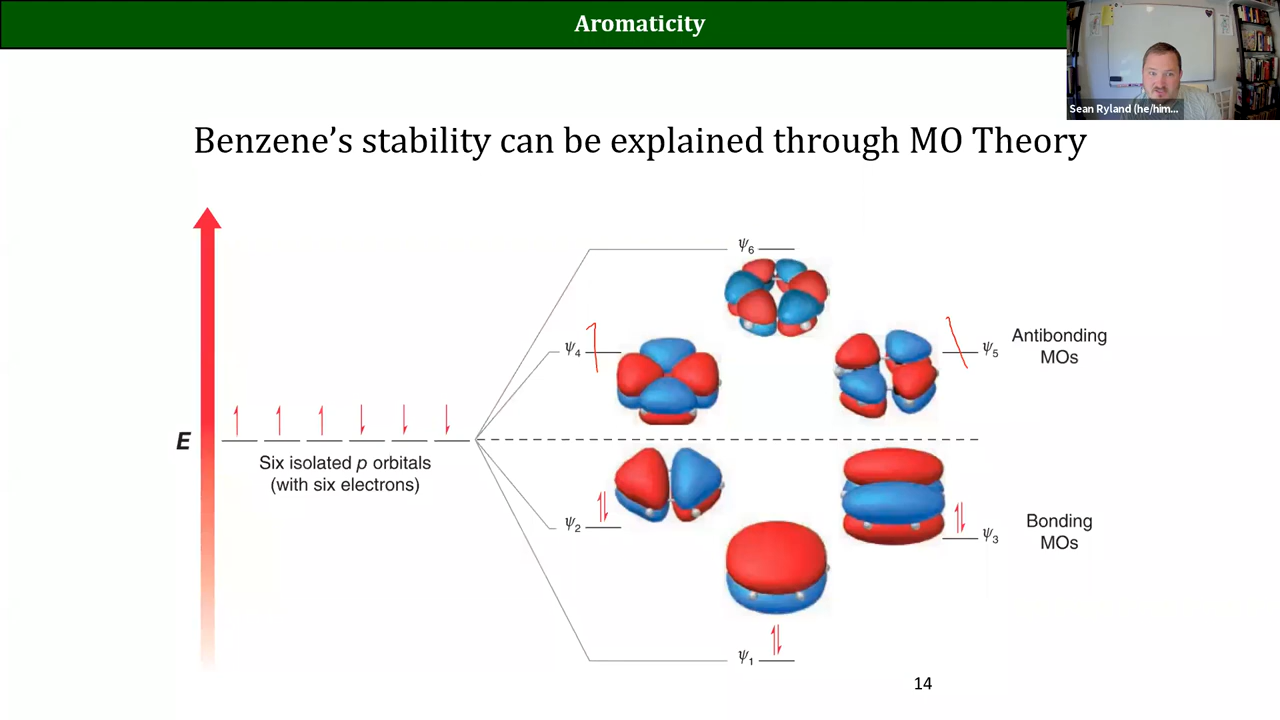 Aromaticity
Sean Ryland (he/him...
Benzene’s stability can be explained through MO Theory
ψ6
ψ4
ψ5
Antibonding
MOs
E
Six isolated p orbitals
(with six electrons)
ψ2
ψ3
Bonding
MOs
ψ1
14